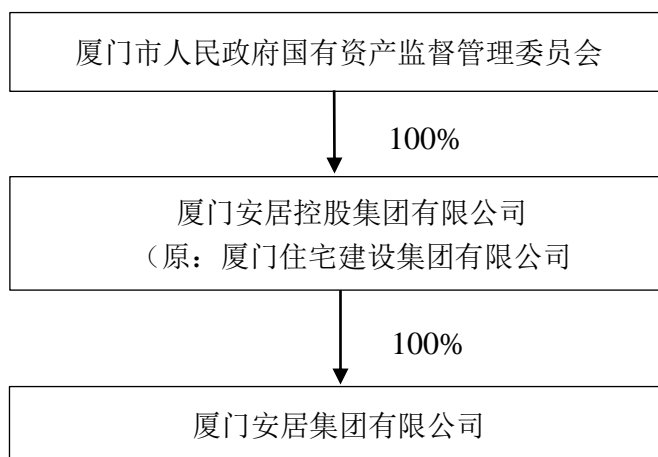 厦门市人民政府国有资产监督管理委员会
100%
厦门安居控股集团有限公司
（原：厦门住宅建设集团有限公司
100%
厦门安居集团有限公司